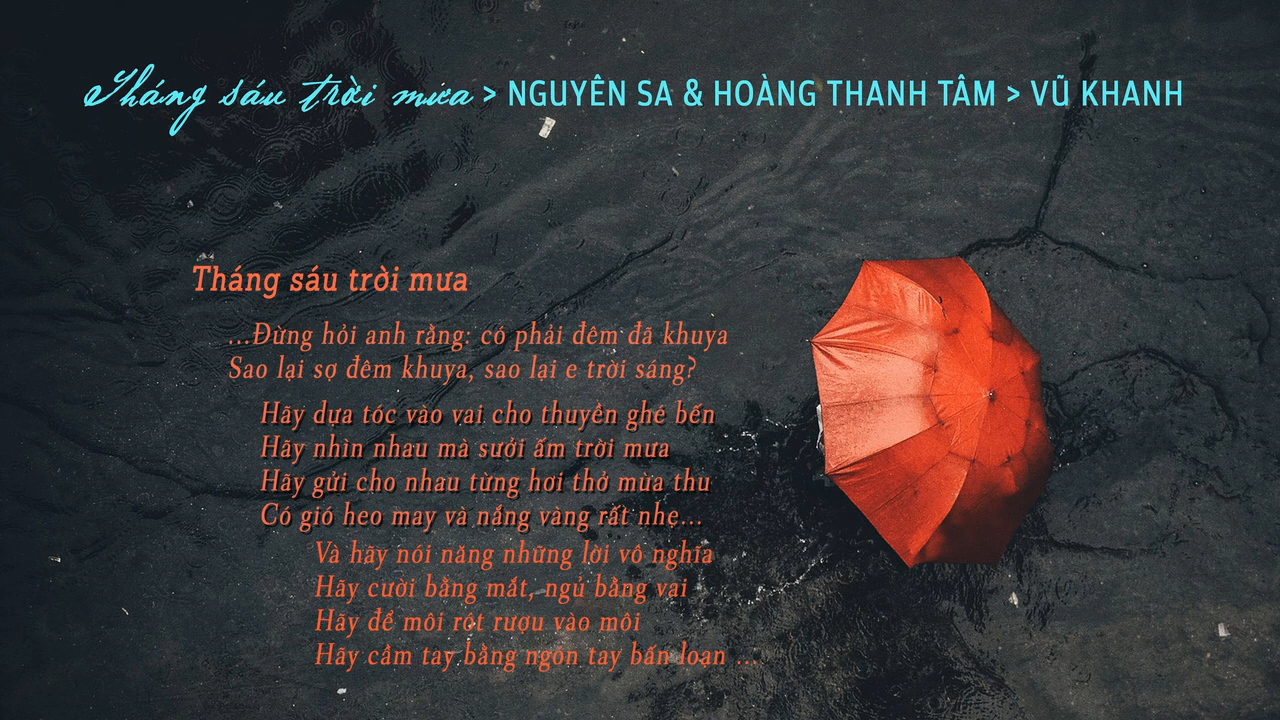 Tháng sáu trời mưa > NGUYÊN SA & HOÀNG THANH TÂM > VŨ KHANH
Tháng sáu trời mưa
...Đừng hỏi anh rằng: có phải đêm đã khuya
Sao lại sợ đêm khuya, sao lại e trời sáng?
Hãy dựa tóc vào vai cho thuyền ghé bến
Hãy nhìn nhau mà sưởi ấm trời mưa
Hãy gửi cho nhau từng hơi thở mùa thu
Có gió heo may và nắng vàng rất nhẹ...
Và hãy nói năng những lời vô nghĩa
Hãy cười bằng mắt, ngủ bằng vai
Hãy để môi rót rượu vào môi
Hãy cầm tay bằng ngón tay bấn loạn ...